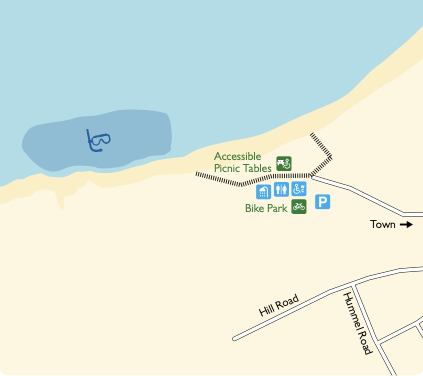 Accessible
Picnic Tables
Bike Park
P
Town
Hill Road
Hummel Road